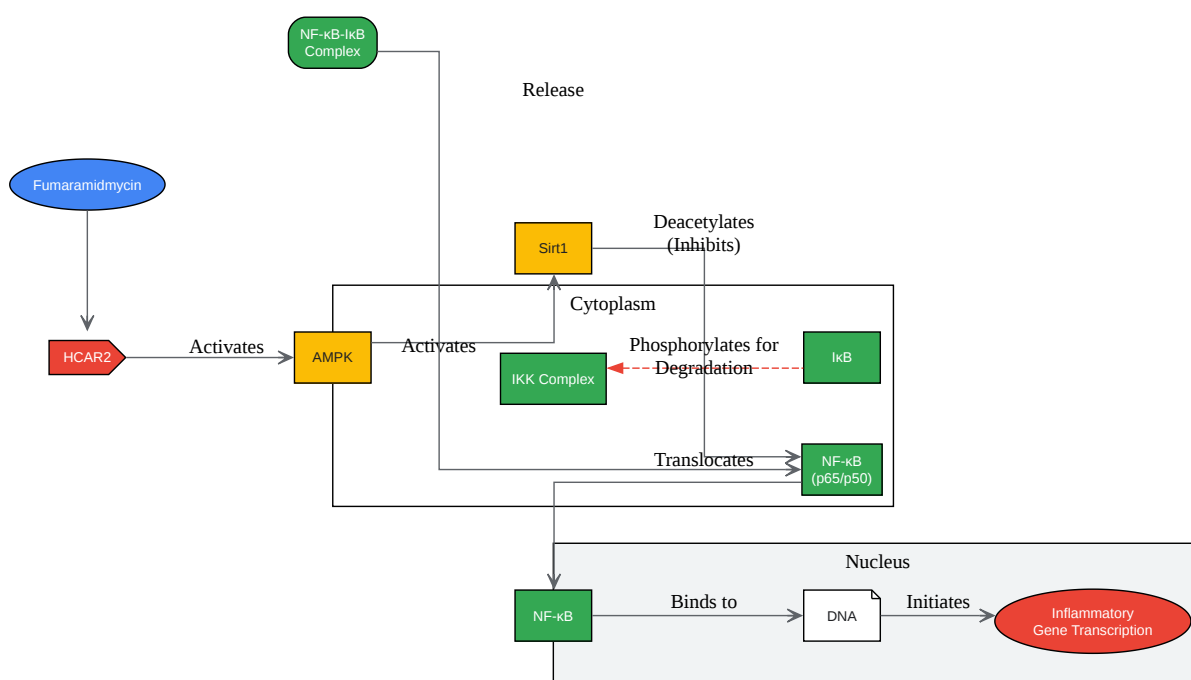 NF-κB-IκB
Complex
Release
Fumaramidmycin
Deacetylates
(Inhibits)
Sirt1
Cytoplasm
HCAR2
Activates
AMPK
Activates
Phosphorylates for
Degradation
IκB
IKK Complex
Translocates
NF-κB
(p65/p50)
Nucleus
NF-κB
Binds to
DNA
Initiates
Inflammatory
Gene Transcription